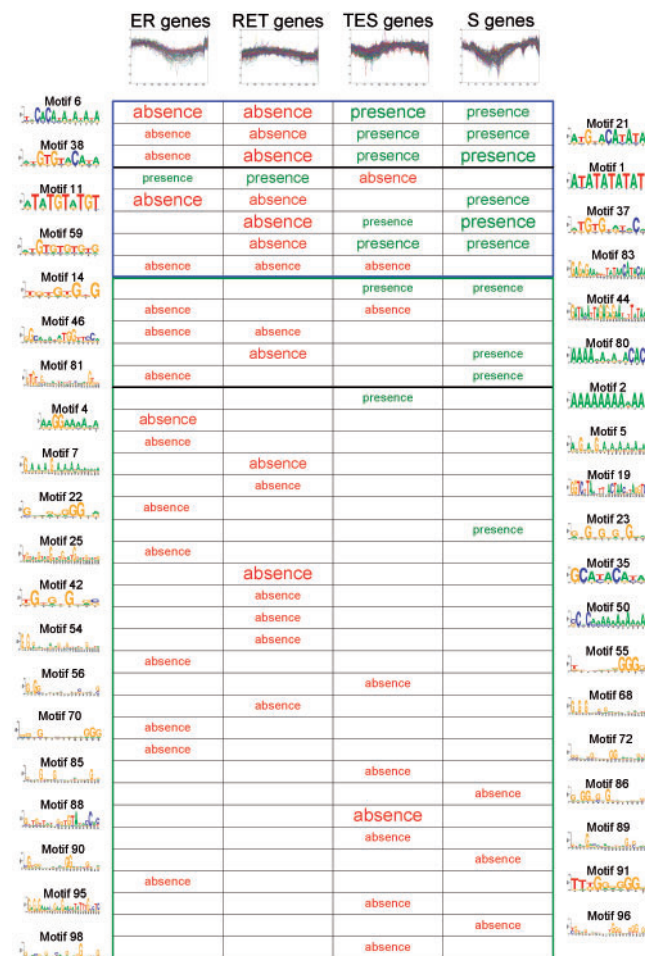 ER genes RET genes TES genes S genes
Motif 6 absence absence presence presence
absence absence presence presence Motif 21
Motif 38 absence absence presence presence
presence presence absence Motif 1
ATATATATAT
Motif 11 absence absence presence
ATATGTATGT
absence presence presence Motif 37
Motif 59 absence presence presence
absence absence absence Motif 83
Motif 14 presence presence
absence absence Motif 44
Motif 46 absence absence
absence presence Motif 80
Motif 81 absence presence
presence Motif 2
Motif 4 absence
absence Motif 5
Motif 7 absence
absence Motif 19
Motif 22 absence
presence Motif 23
Motif 25 absence
absence Motif 35
Motif 42 absence
absence Motif 50
Motif 54 absence
absence Motif 55
Motif 56 absence
absence Motif 68
Motif 70 absence
absence Motif 72
Motif 85 absence
absence Motif 86
Motif 88 absence
absence Motif 89
Motif 90 absence
absence Motif 91
Motif 95 absence
absence Motif 96
Motif 98 absence